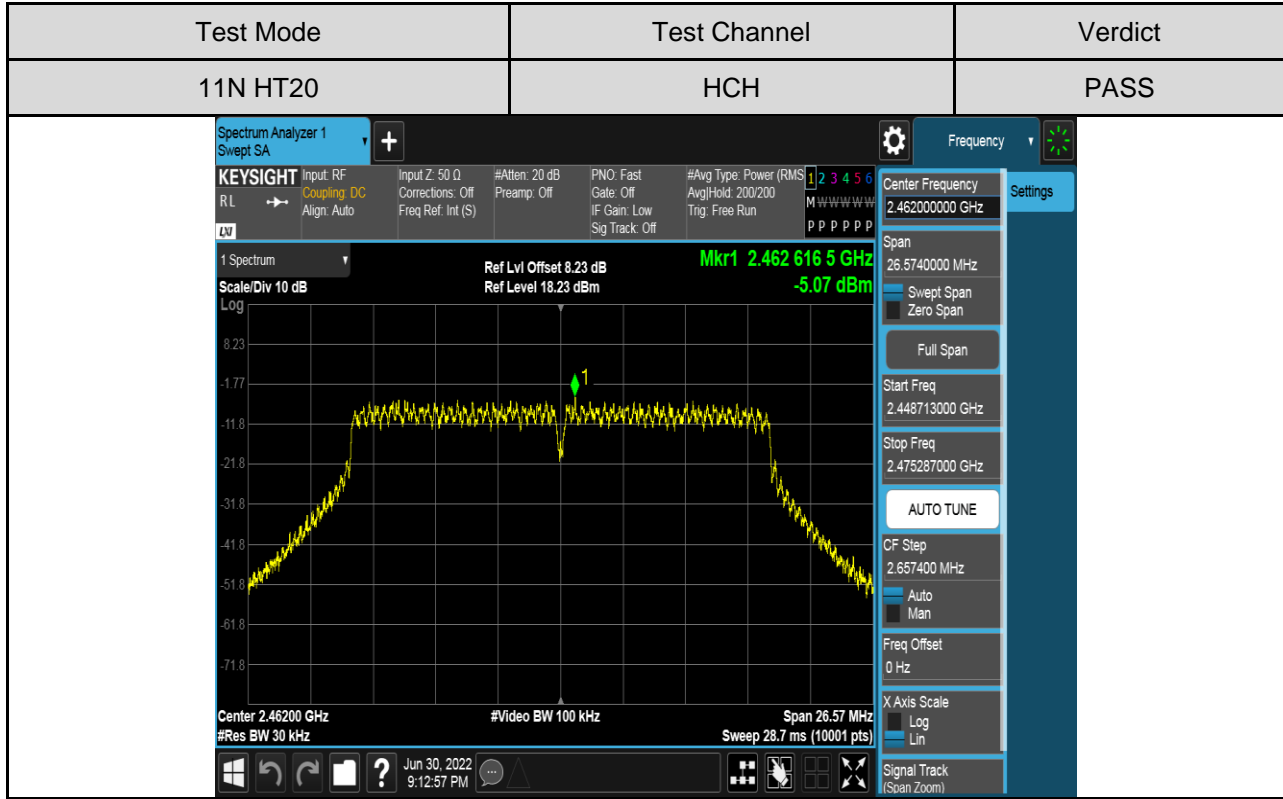 Test Mode Test Channel Verdict
11N HT20 HCH PASS
Spectrum Analyzer 1
Swept SA
+
Frequency
KEYSIGHT
RL
LXI
Input: RF
Coupling: DC
Align: Auto
Input Z: 50 Ω
Corrections: Off
Freq Ref: Int (S)
#Atten: 20 dB
Preamp: Off
PNO: Fast
Gate: Off
IF Gain: Low
Sig Track: Off
#Avg Type: Power (RMS
Avg|Hold: 200/200
Trig: Free Run
1 2 3 4 5 6
M W W W W W
P P P P P P
1 Spectrum
Scale/Div 10 dB
Ref Lvl Offset 8.23 dB
Ref Level 18.23 dBm
Mkr1 2.462 616 5 GHz
-5.07 dBm
Log
8.23
-1.77
-11.8
-21.8
-31.8
-41.8
-51.8
-61.8
-71.8
1
Center 2.46200 GHz
#Res BW 30 kHz
#Video BW 100 kHz
Span 26.57 MHz
Sweep 28.7 ms (10001 pts)
?
Jun 30, 2022
9:12:57 PM
Center Frequency
2.462000000 GHz
Settings
Span
26.5740000 MHz
Swept Span
Zero Span
Full Span
Start Freq
2.448713000 GHz
Stop Freq
2.475287000 GHz
AUTO TUNE
CF Step
2.657400 MHz
Auto
Man
Freq Offset
0 Hz
X Axis Scale
Log
Lin
Signal Track
(Span Zoom)